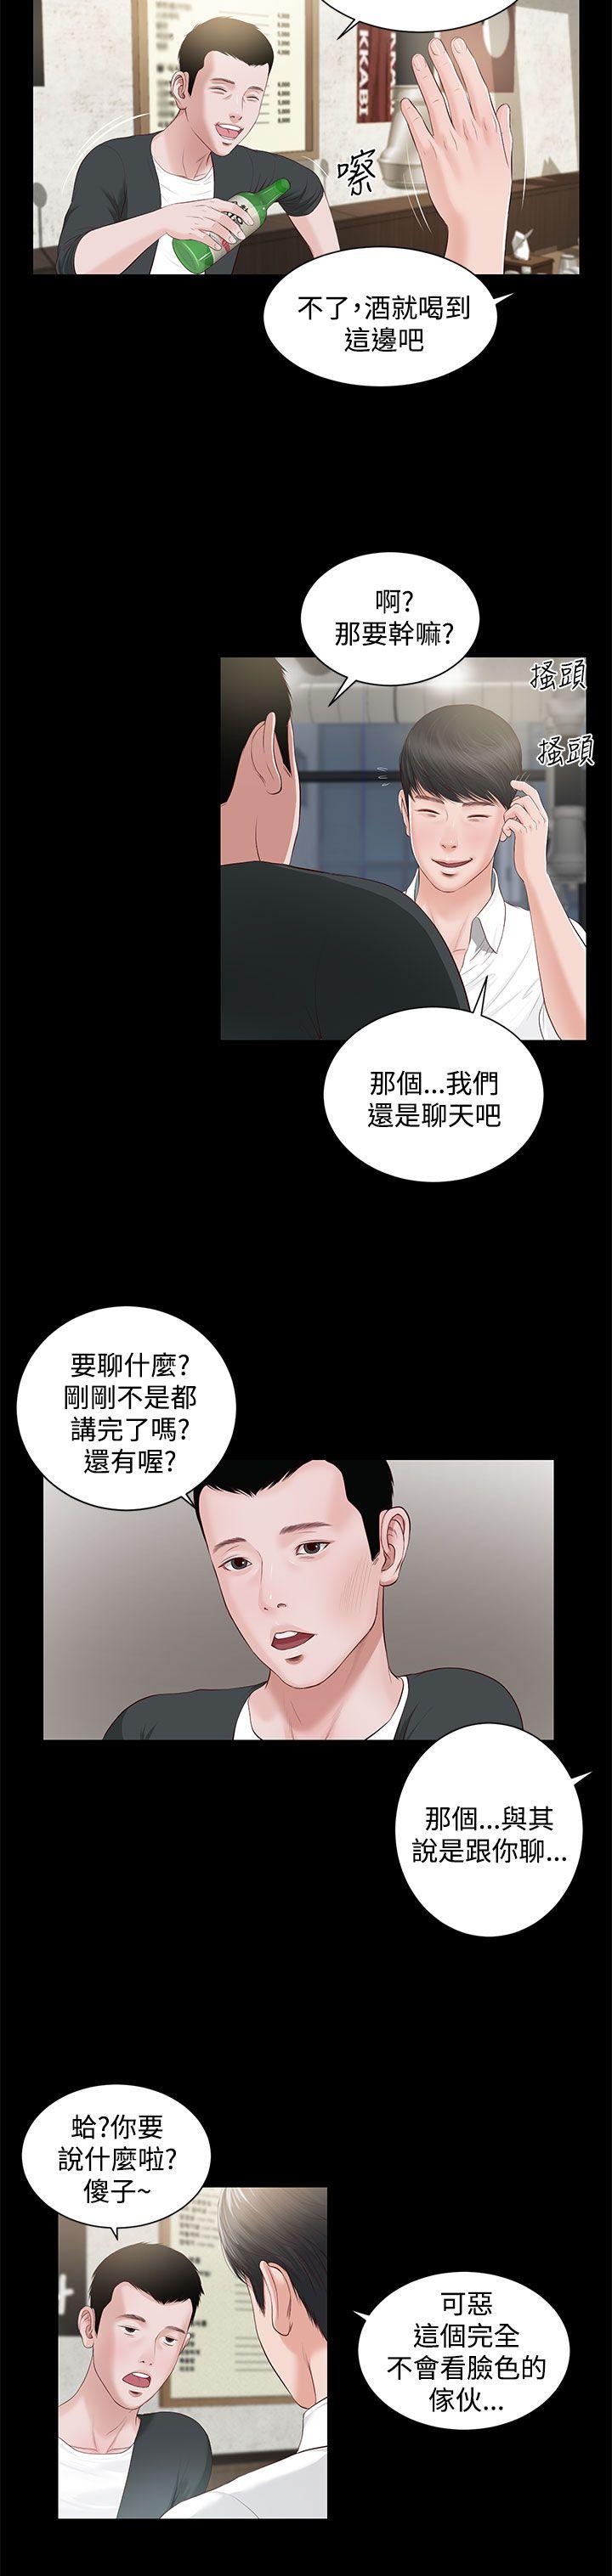 KKABI
嚓
不了，酒就喝到
這邊吧
啊?
那要幹嘛?
搔頭
搔頭
那個...我們
還是聊天吧
要聊什麼?
剛剛不是都
講完了嗎?
還有喔?
那個...與其
說是跟你聊...
蛤?你要
說什麼啦?
傻子~
可惡
這個完全
不會看臉色的
傢伙...